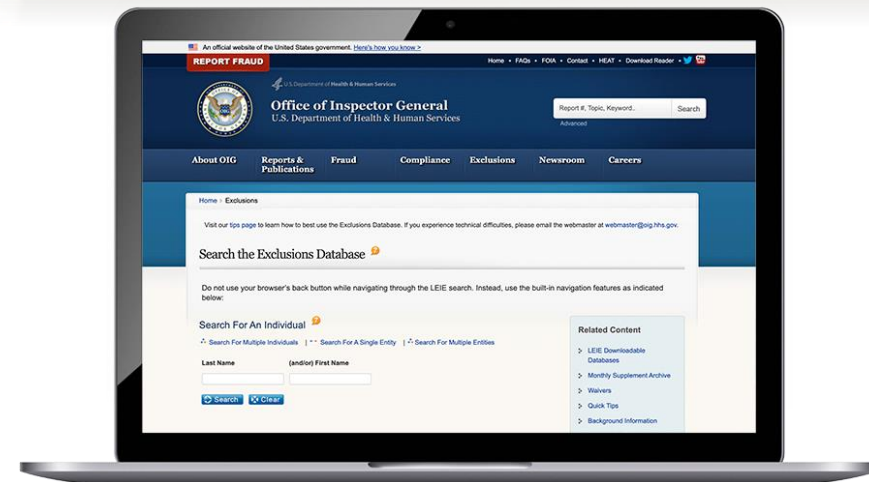 An official website of the United States government. Here's how you know >
REPORT FRAUD
Home • FAQs • FOIA • Contact • HEAT • Download Reader •
U.S. Department of Health & Human Services
Office of Inspector General
U.S. Department of Health & Human Services
Report #, Topic, Keyword..
Search
Advanced
About OIG
Reports & Publications
Fraud
Compliance
Exclusions
Newsroom
Careers
Home › Exclusions
Visit our tips page to learn how to best use the Exclusions Database. If you experience technical difficulties, please email the webmaster at webmaster@oig.hhs.gov.
Search the Exclusions Database
Do not use your browser's back button while navigating through the LEIE search. Instead, use the built-in navigation features as indicated
below:
Search For An Individual
Search For Multiple Individuals | Search For A Single Entity | Search For Multiple Entities
Last Name
(and/or) First Name
Search
Clear
Related Content
LEIE Downloadable
Databases
Monthly Supplement Archive
Waivers
Quick Tips
Background Information